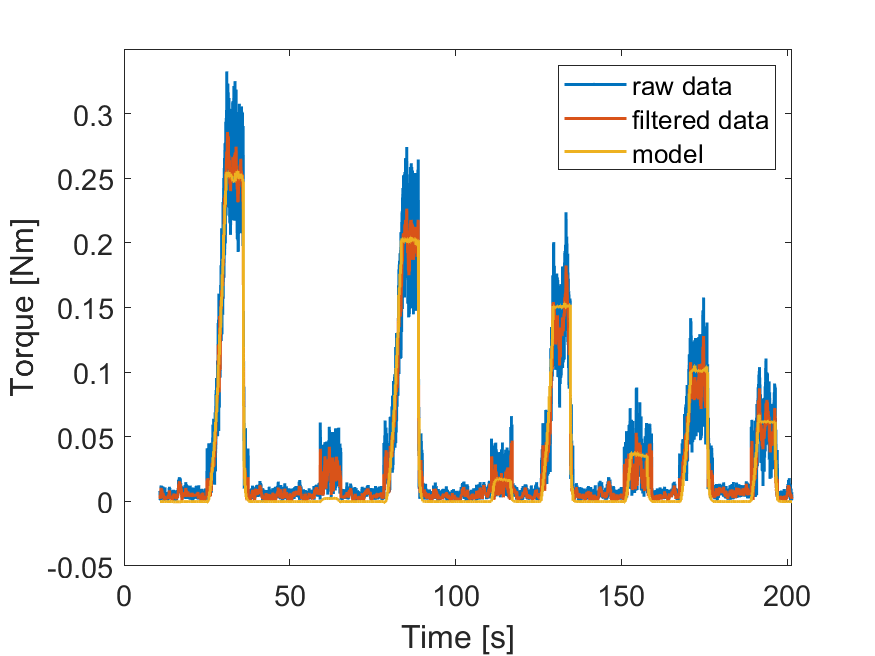 raw data
filtered data
model
0.3
0.25
0.2
0.15
0.1
0.05
0
-0.05
Torque [Nm]
0
50
100
150
200
Time [s]